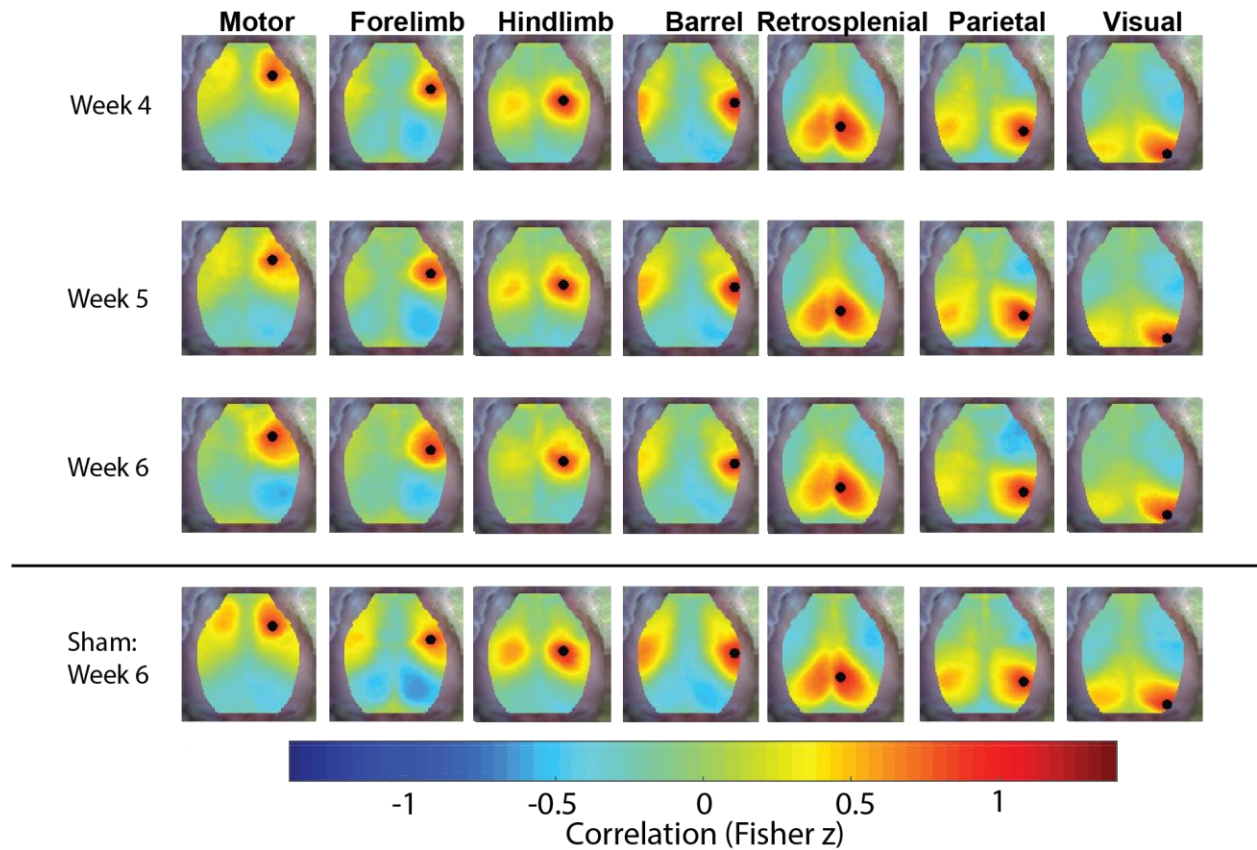 Motor Forelimb Hindlimb Barrel Retrosplenial Parietal Visual
Week 4
Week 5
Week 6
Sham:
Week 6
-1 -0.5 0 0.5 1
Correlation (Fisher z)